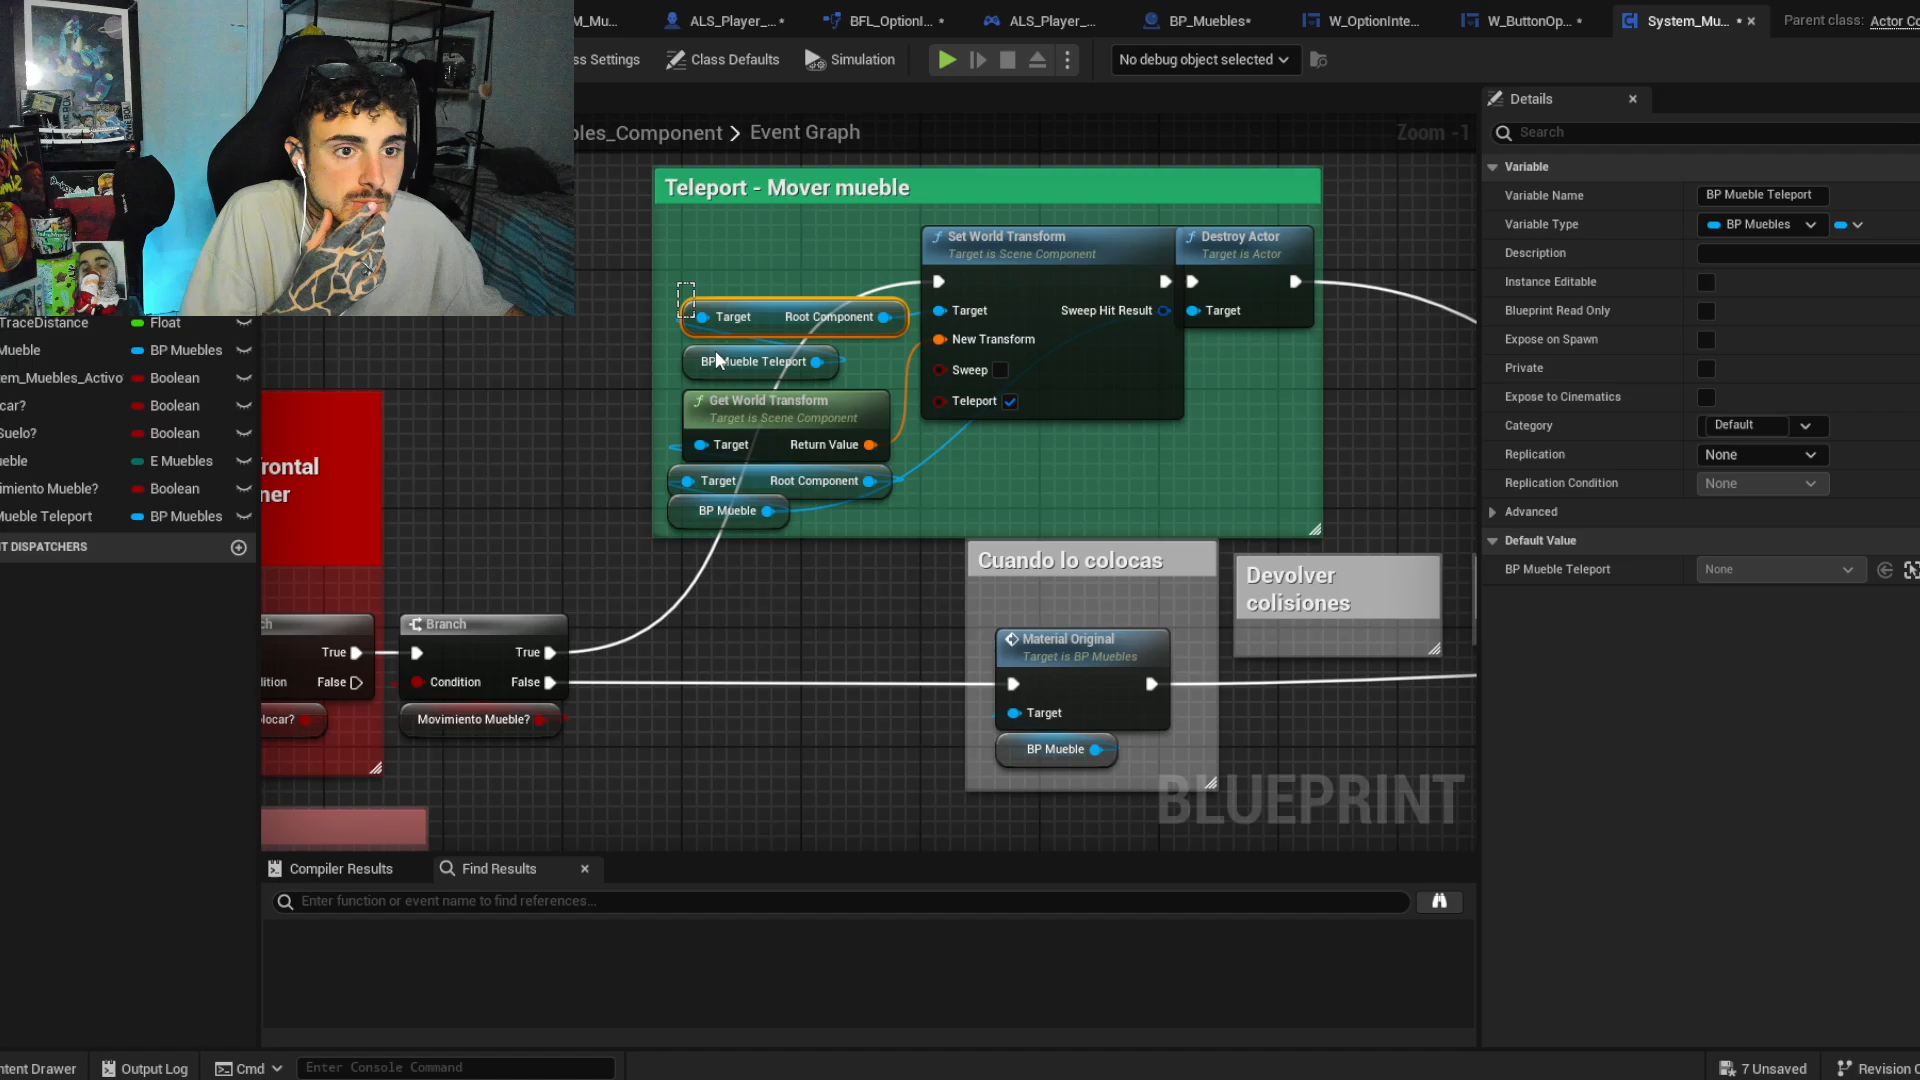 M_Mu...
ALS_Player_...*
BFL_OptionI...*
ALS_Player_...
BP_Muebles*
W_OptionInte...
W_ButtonOp...*
System_Mu...*
Parent class:
Actor Co
ss Settings
Class Defaults
Simulation
No debug object selected
bles_Component > Event Graph
Zoom -1
Teleport - Mover mueble
Set World Transform
Target is Scene Component
Target
Sweep Hit Result
New Transform
Sweep
Teleport
Destroy Actor
Target is Actor
Target
Target
Root Component
BP Mueble Teleport
Get World Transform
Target is Scene Component
Target
Return Value
Target
Root Component
BP Mueble
TraceDistance
Float
Mueble
BP Muebles
tem_Muebles_Activo
Boolean
car?
Boolean
Suelo?
Boolean
eble
E Muebles
imiento Mueble?
Boolean
Mueble Teleport
BP Muebles
T DISPATCHERS
rontal
ner
ch
True
dition
False
locar?
Branch
True
Condition
False
Movimiento Mueble?
Cuando lo colocas
Material Original
Target is BP Muebles
Target
BP Mueble
Devolver
colisiones
BLUEPRINT
Details
Search
Variable
Variable Name
BP Mueble Teleport
Variable Type
BP Muebles
Description
Instance Editable
Blueprint Read Only
Expose on Spawn
Private
Expose to Cinematics
Category
Default
Replication
None
Replication Condition
None
Advanced
Default Value
BP Mueble Teleport
None
Compiler Results
Find Results
Enter function or event name to find references...
ntent Drawer
Output Log
Cmd
Enter Console Command
7 Unsaved
Revision C